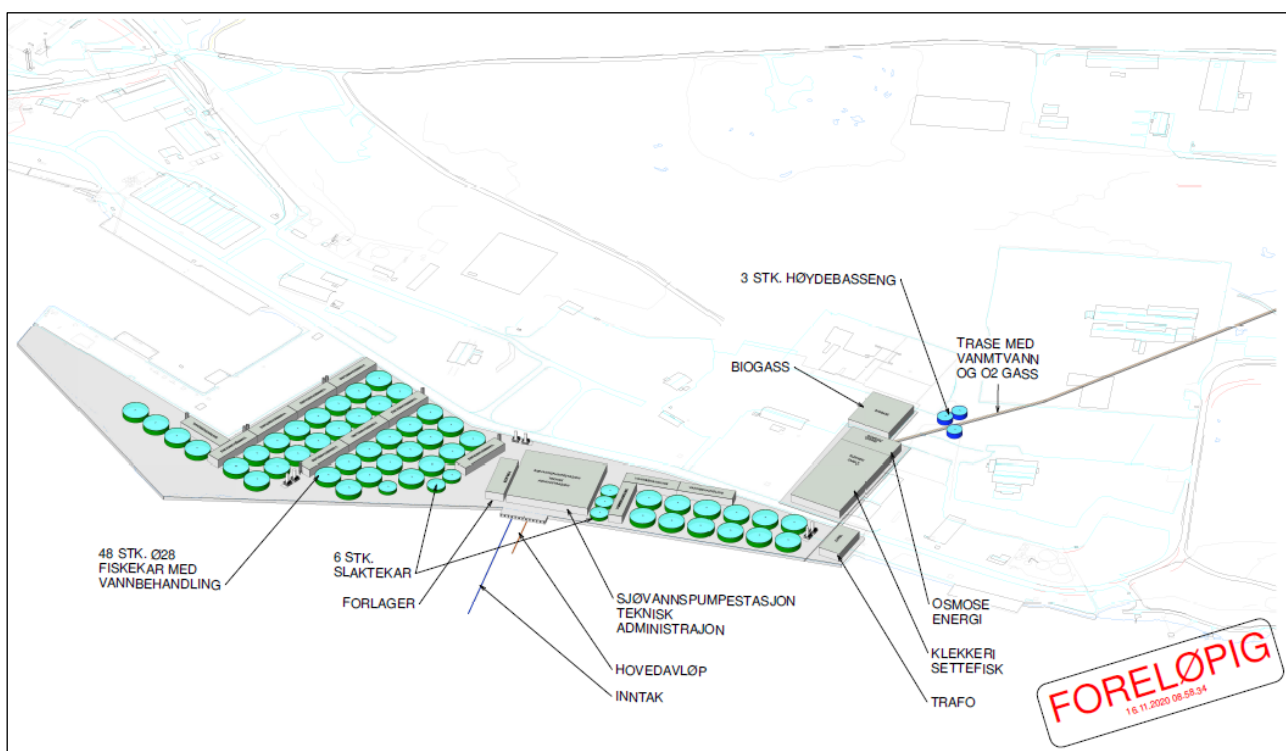 3 STK. HØYDEBASSENG
TRASE MED
VANMTVANN
OG O2 GASS
BIOGASS
48 STK. Ø28
FISKEKAR MED
VANNBEHANDLING
6 STK.
SLAKTEKAR
FORLAGER
SJØVANNSPUMPESTASJON
TEKNISK
ADMINISTRAJON
HOVEDAVLØP
INNTAK
OSMOSE
ENERGI
KLEKKERI
SETTEFISK
TRAFO
FORELØPIG
16.11.2020 08.58.34